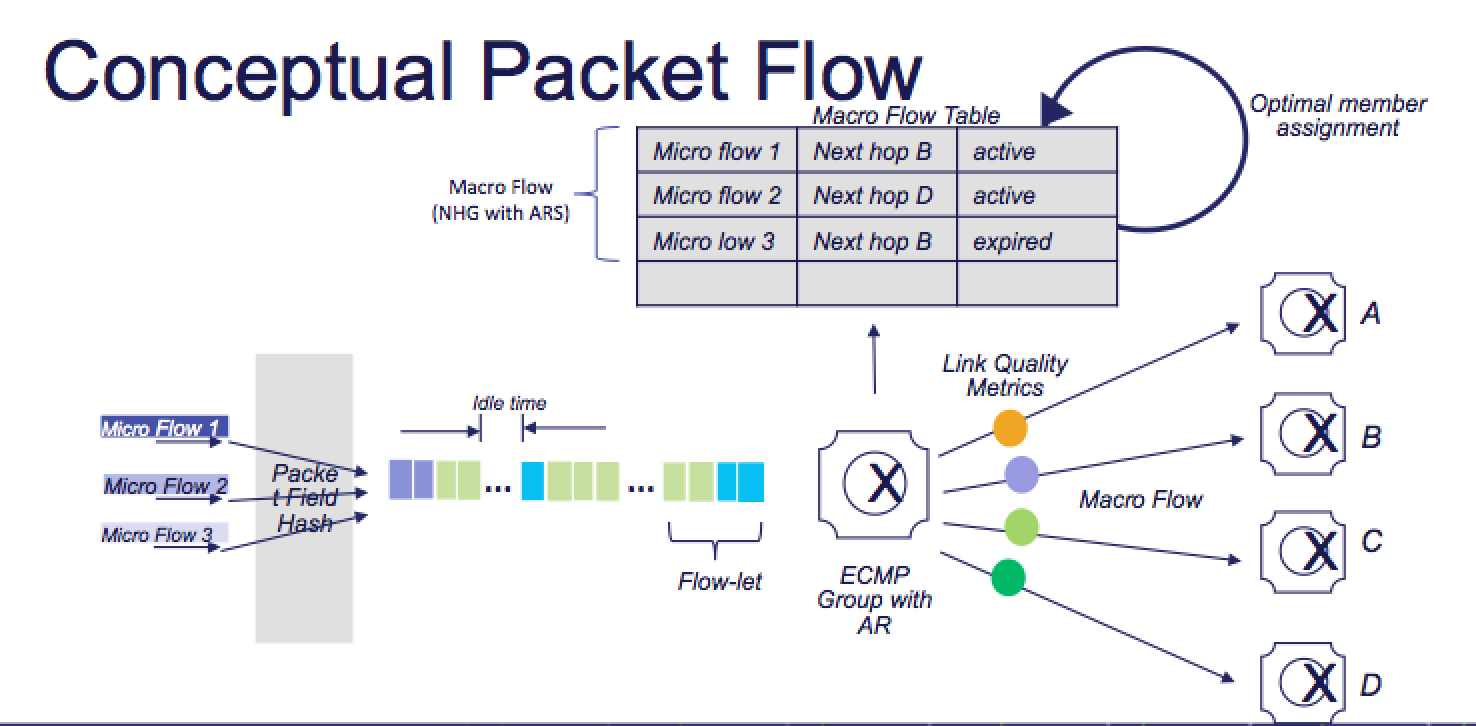 Conceptual Packet Flow
Macro Flow Table
Optimal member
assignment
Micro flow 1 Next hop B active
Micro flow 2 Next hop D active
Micro low 3 Next hop B expired
Macro Flow
(NHG with ARS)
A
Link Quality
Metrics
Idle time
Micro Flow 1
Micro Flow 2
Micro Flow 3
Packe
t Field
Hash
...
...
X
X
B
X
Macro Flow
X
C
Flow-let
ECMP
Group with
AR
X
D